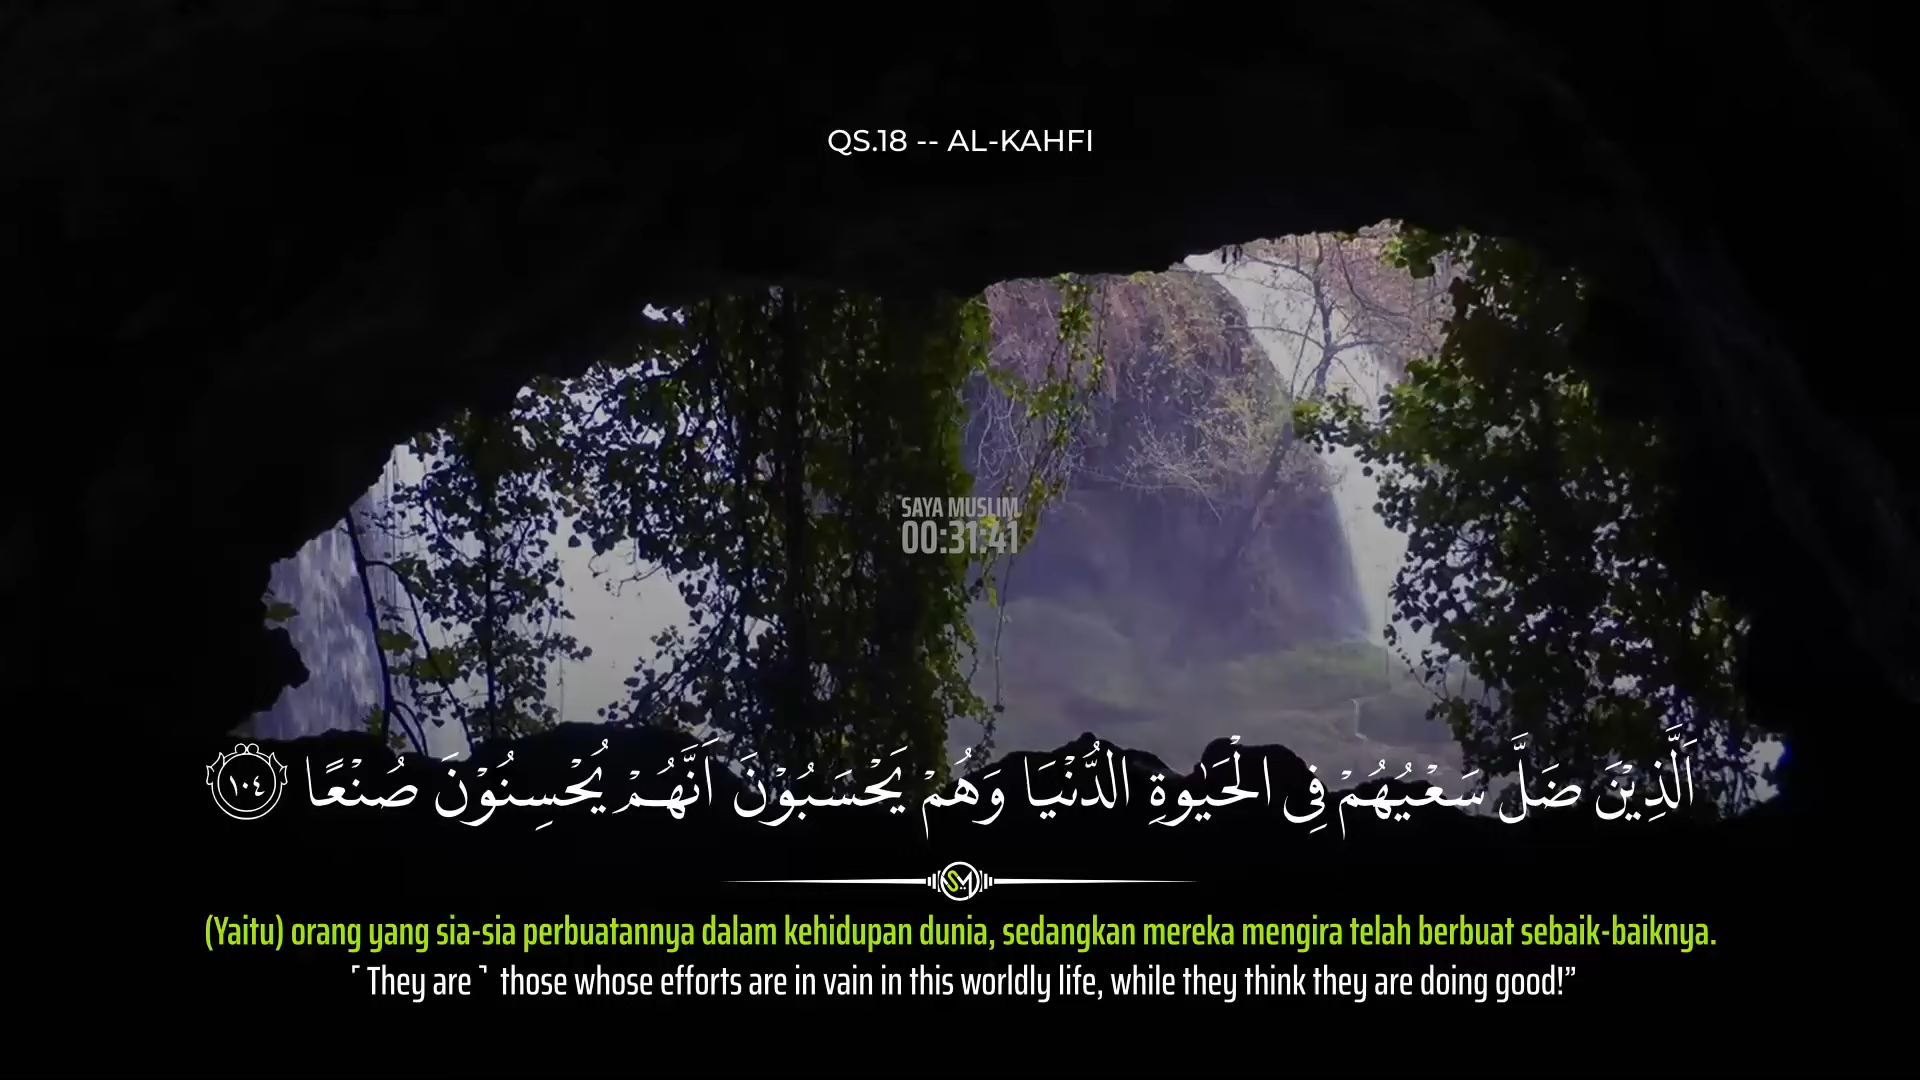 QS.18 -- AL-KAHFI
SAYA MUSLIM
00:31:41
اَلَّذِيْنَ ضَلَّ سَعْيُهُمْ فِى الْحَيٰوةِ الدُّنْيَا وَهُمْ يَحْسَبُوْنَ اَنَّهُمْ يُحْسِنُوْنَ صُنْعًا ١٠٤
SM
(Yaitu) orang yang sia-sia perbuatannya dalam kehidupan dunia, sedangkan mereka mengira telah berbuat sebaik-baiknya.
˹They are˺ those whose efforts are in vain in this worldly life, while they think they are doing good!”